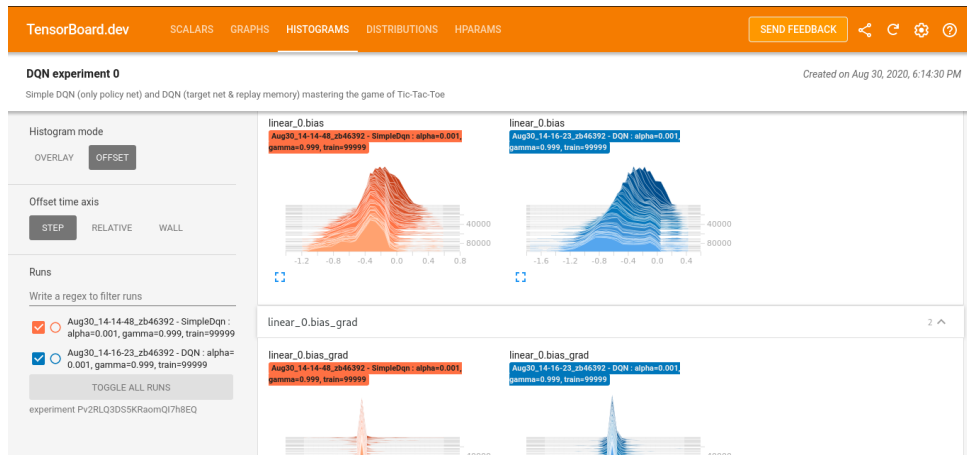 TensorBoard.dev SCALARS GRAPHS HISTOGRAMS DISTRIBUTIONS HPARAMS SEND FEEDBACK
DQN experiment 0 Created on Aug 30, 2020, 6:14:30 PM
Simple DQN (only policy net) and DQN (target net & replay memory) mastering the game of Tic-Tac-Toe
Histogram mode
OVERLAY OFFSET
Offset time axis
STEP RELATIVE WALL
Runs
Write a regex to filter runs
Aug30_14-14-48_zb46392 - SimpleDqn :
alpha=0.001, gamma=0.999, train=99999
Aug30_14-16-23_zb46392 - DQN : alpha=
0.001, gamma=0.999, train=99999
TOGGLE ALL RUNS
experiment Pv2RLQ3DS5KRaomQI7h8EQ
linear_0.bias
Aug30_14-14-48_zb46392 - SimpleDqn : alpha=0.001,
gamma=0.999, train=99999
40000
80000
-1.2 -0.8 -0.4 0.0 0.4 0.8
linear_0.bias
Aug30_14-16-23_zb46392 - DQN : alpha=0.001,
gamma=0.999, train=99999
40000
80000
-1.6 -1.2 -0.8 -0.4 0.0 0.4
linear_0.bias_grad 2
linear_0.bias_grad
Aug30_14-14-48_zb46392 - SimpleDqn : alpha=0.001,
gamma=0.999, train=99999
linear_0.bias_grad
Aug30_14-16-23_zb46392 - DQN : alpha=0.001,
gamma=0.999, train=99999